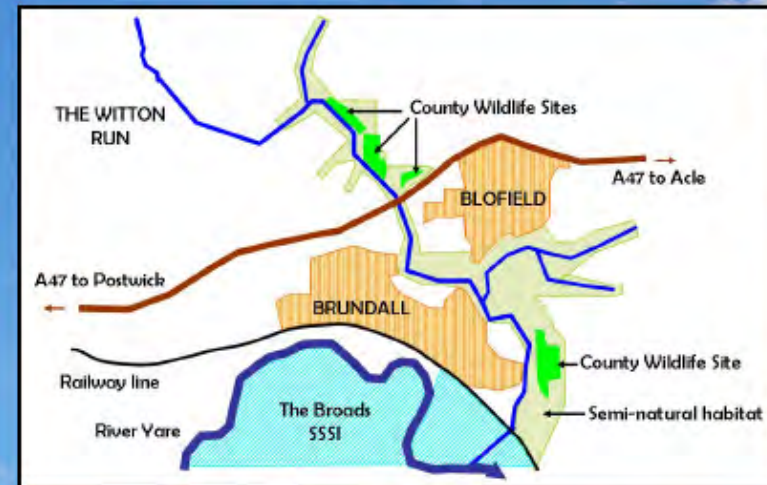 THE WITTON
RUN
County Wildlife Sites
A47 to Acle
BLOFIELD
A47 to Postwick
BRUNDALL
Railway line
County Wildlife Site
The Broads
SSSI
River Yare
Semi-natural habitat